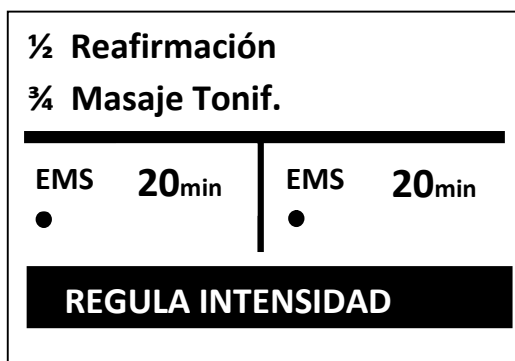 ½ Reafirmación
¾ Masaje Tonif.
EMS 20min EMS 20min
REGULA INTENSIDAD